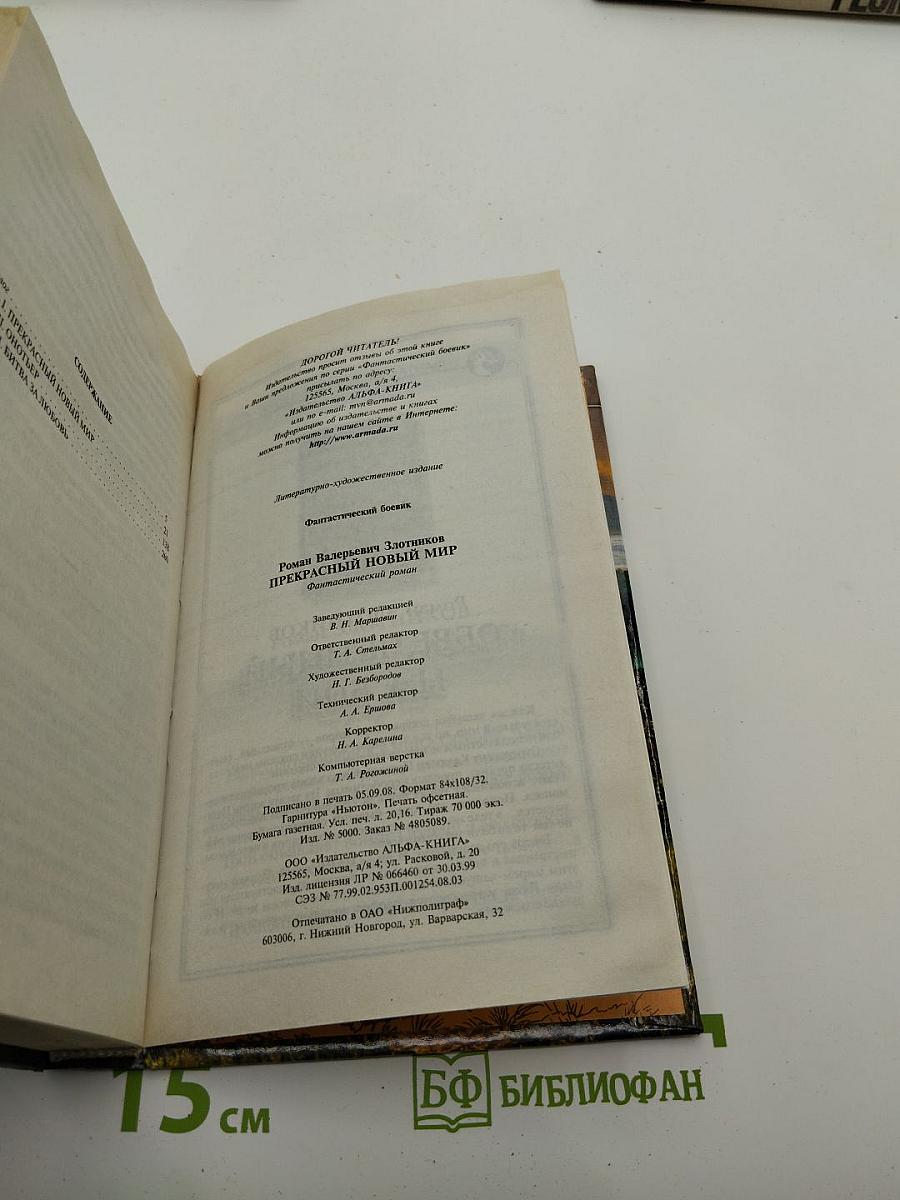 СОДЕРЖАНИЕ
I. ПРЕКРАСНЫЙ НОВЫЙ МИР
ОНОТЬЕР
БИТВА ЗА ЛЮБОВЬ
5
21
138
260
ДОРОГОЙ ЧИТАТЕЛЬ!
Издательство просит отзывы об этой книге
и Ваши предложения по серии «Фантастический боевик»
присылать по адресу:
125565, Москва, а/я 4,
«Издательство АЛЬФА-КНИГА»
или по e-mail: mvn@armada.ru
Информацию об издательстве и книгах
можно получить на нашем сайте в Интернете:
http://www.armada.ru
Литературно-художественное издание
Фантастический боевик
Роман Валерьевич Злотников
ПРЕКРАСНЫЙ НОВЫЙ МИР
Фантастический роман
Заведующий редакцией
В. Н. Маршавин
Ответственный редактор
Т. А. Стельмах
Художественный редактор
Н. Г. Безбородов
Технический редактор
А. А. Ершова
Корректор
Н. А. Карелина
Компьютерная верстка
Т. А. Рогожиной
Подписано в печать 05.09.08. Формат 84х108/32.
Гарнитура «Ньютон». Печать офсетная.
Бумага газетная. Усл. печ. л. 20,16. Тираж 70 000 экз.
Изд. № 5000. Заказ № 4805089.
ООО «Издательство АЛЬФА-КНИГА»
125565, Москва, а/я 4; ул. Расковой, д. 20
Изд. лицензия ЛР № 066460 от 30.03.99
СЭЗ № 77.99.02.953П.001254.08.03
Отпечатано в ОАО «Нижполиграф»
603006, г. Нижний Новгород, ул. Варварская, 32
15 см
БФ БИБЛИОФАН